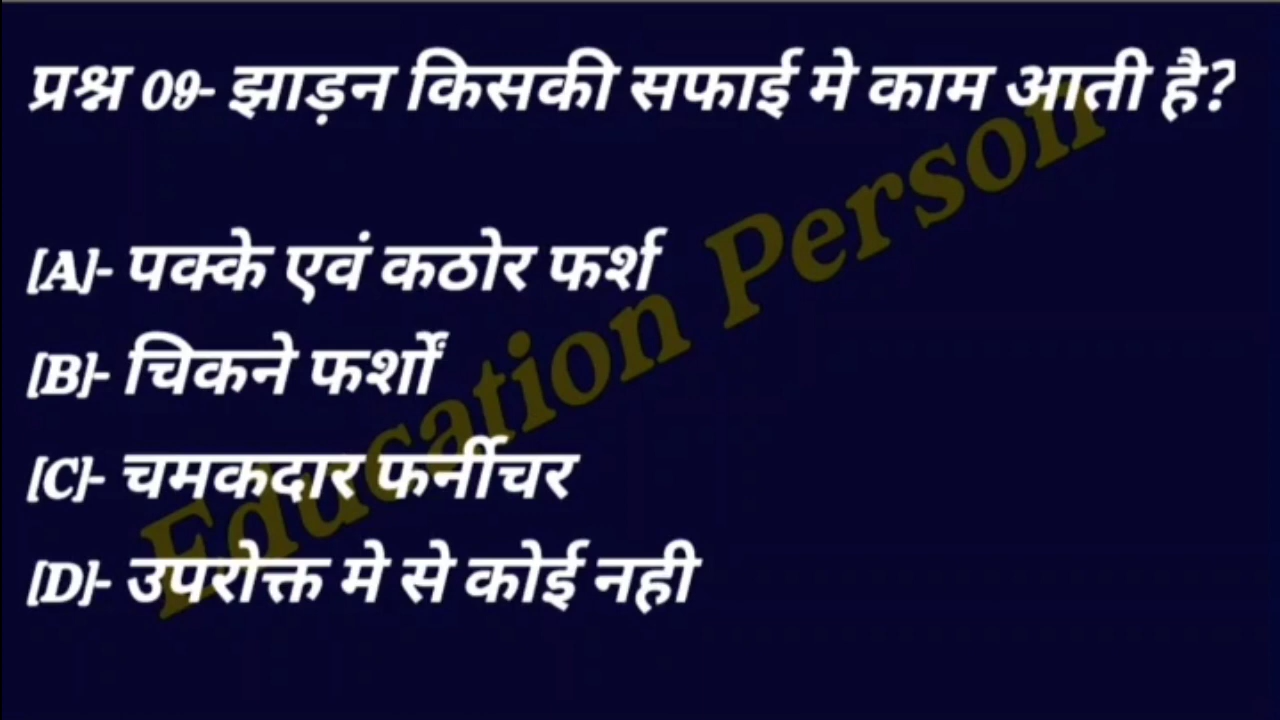 प्रश्न 09- झाड़न किसकी सफाई मे काम आती है?
[A]- पक्के एवं कठोर फर्श
[B]- चिकने फर्शों
[C]- चमकदार फर्नीचर
[D]- उपरोक्त मे से कोई नही
Education Person